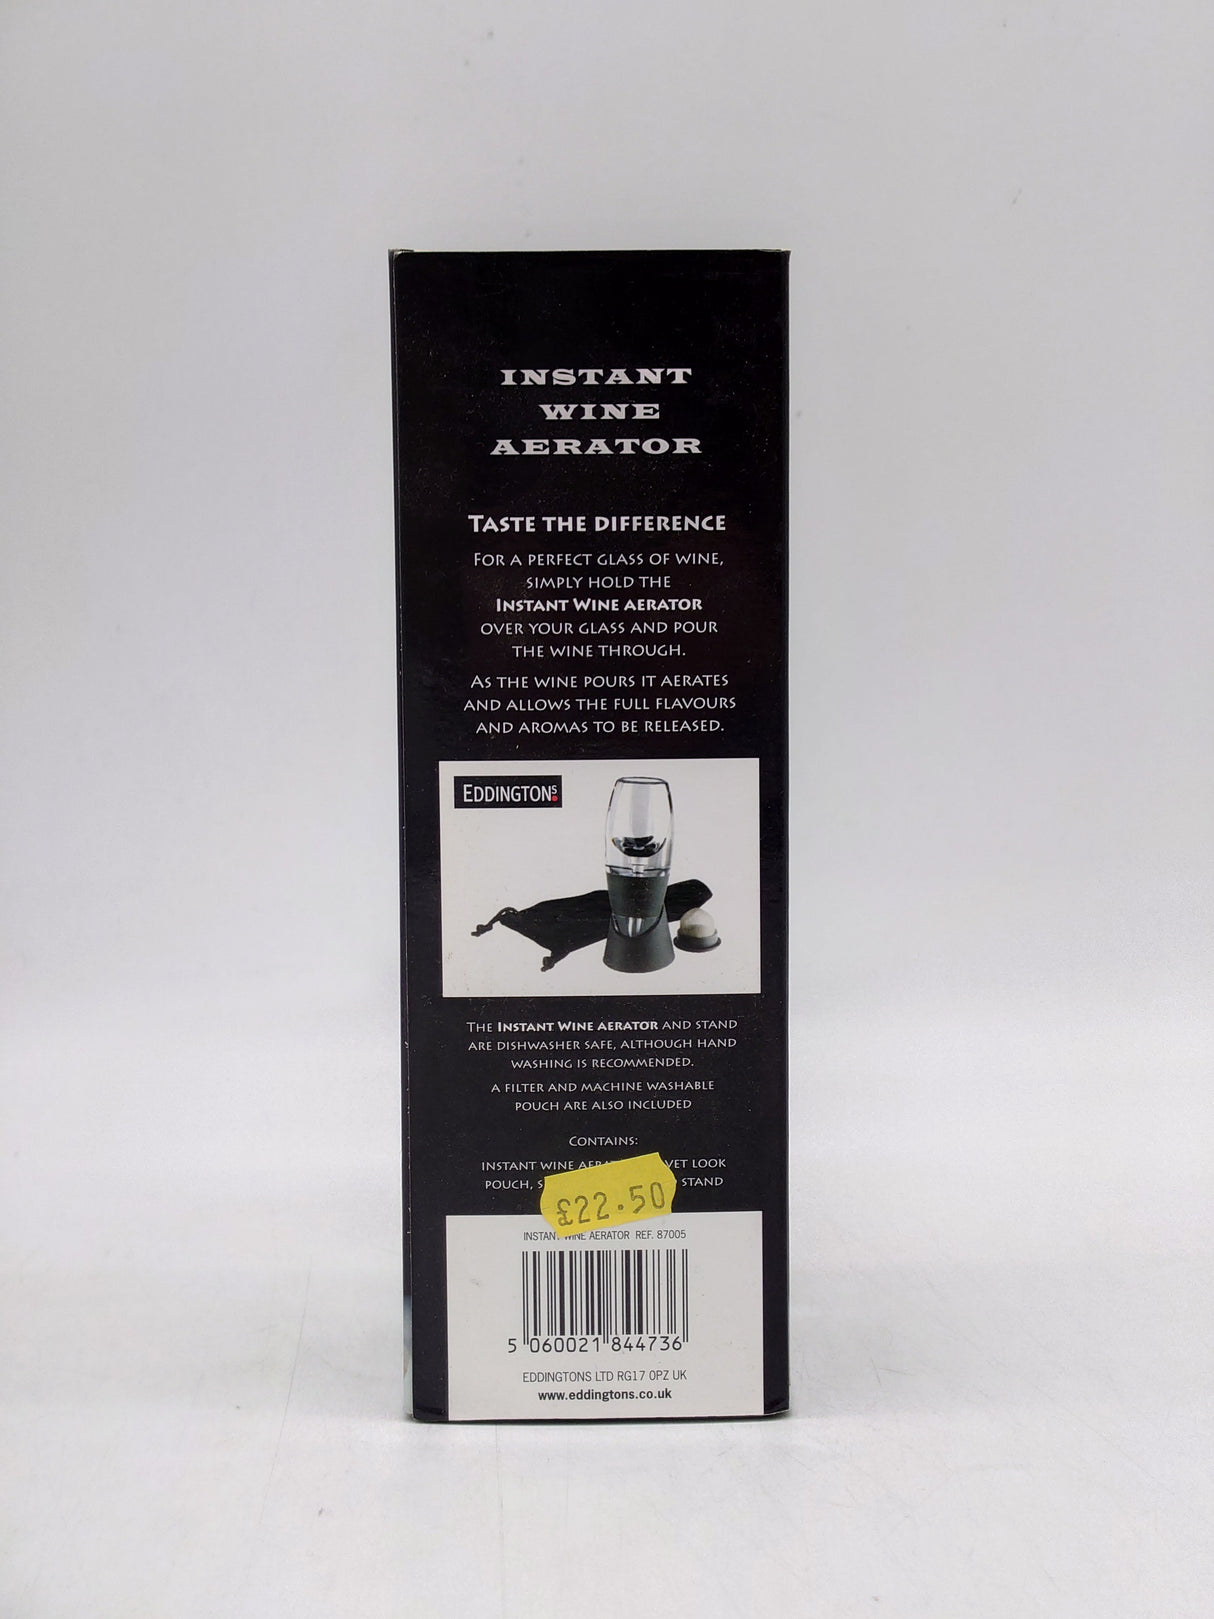 INSTANT
WINE
AERATOR
TASTE THE DIFFERENCE
FOR A PERFECT GLASS OF WINE,
SIMPLY HOLD THE
INSTANT WINE AERATOR
OVER YOUR GLASS AND POUR
THE WINE THROUGH.
AS THE WINE POURS IT AERATES
AND ALLOWS THE FULL FLAVOURS
AND AROMAS TO BE RELEASED.
EDDINGTONS
THE INSTANT WINE AERATOR AND STAND
ARE DISHWASHER SAFE, ALTHOUGH HAND
WASHING IS RECOMMENDED.
A FILTER AND MACHINE WASHABLE
POUCH ARE ALSO INCLUDED
CONTAINS:
INSTANT WINE LOOK
POUCH, STAND
£22.50
WINE AERATOR REF. 87005
5 060021 844736
EDDINGTONS LTD RG17 0PZ UK
www.eddingtons.co.uk